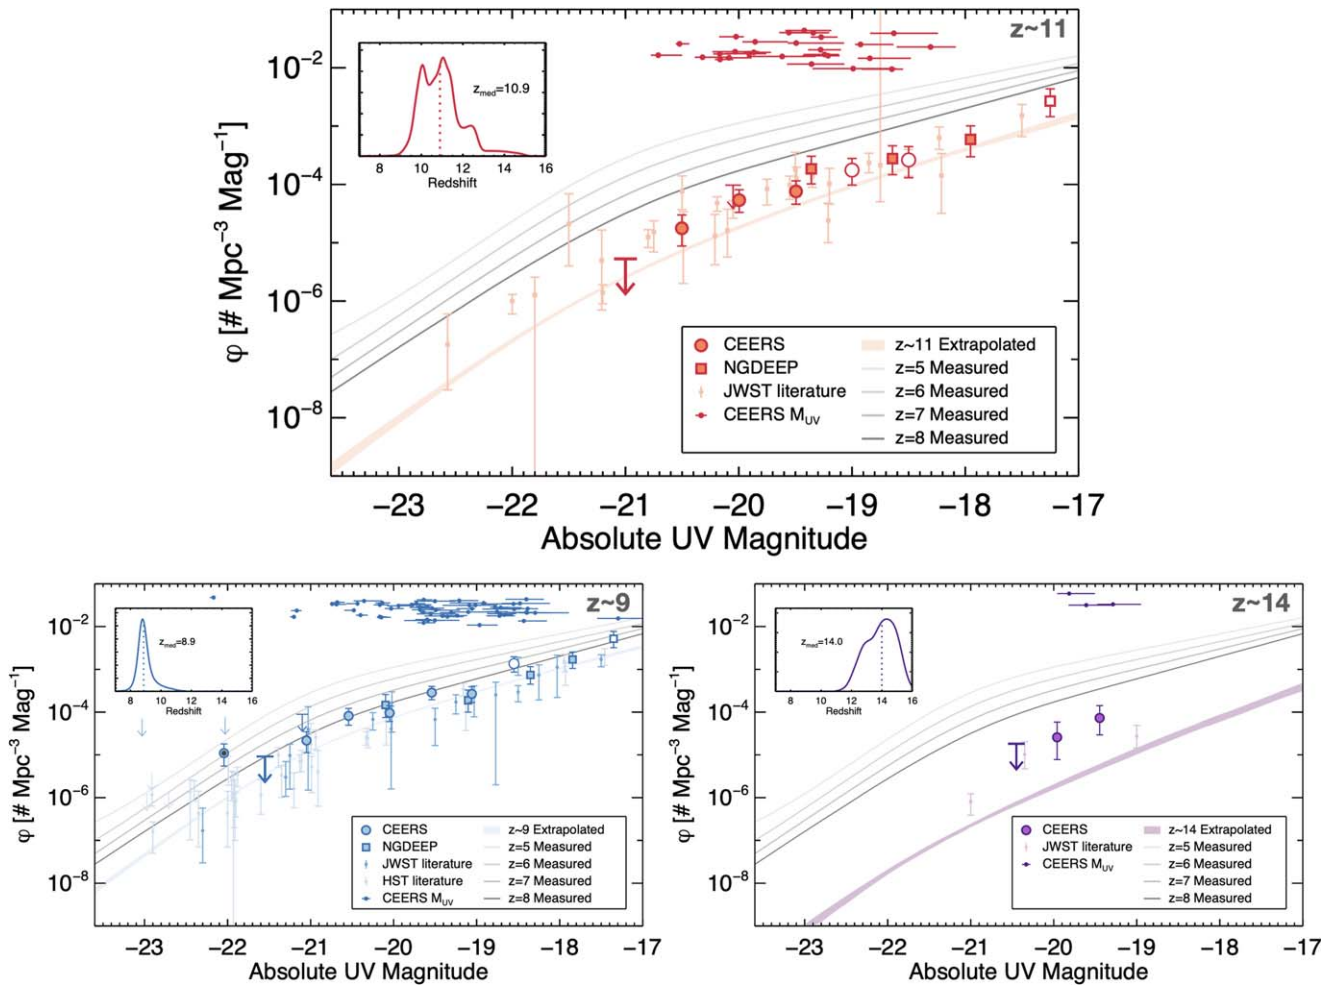 z~11
z_med=10.9
8 10 12 14 16
Redshift
10⁻²
10⁻⁴
10⁻⁶
10⁻⁸
φ [# Mpc⁻³ Mag⁻¹]
CEERS
NGDEEP
JWST literature
CEERS M_UV
z~11 Extrapolated
z=5 Measured
z=6 Measured
z=7 Measured
z=8 Measured
−23 −22 −21 −20 −19 −18 −17
Absolute UV Magnitude
z~9
z_med=8.9
8 10 12 14 16
Redshift
10⁻²
10⁻⁴
10⁻⁶
10⁻⁸
φ [# Mpc⁻³ Mag⁻¹]
CEERS
NGDEEP
JWST literature
HST literature
CEERS M_UV
z~9 Extrapolated
z=5 Measured
z=6 Measured
z=7 Measured
z=8 Measured
−23 −22 −21 −20 −19 −18 −17
Absolute UV Magnitude
z~14
z_med=14.0
8 10 12 14 16
Redshift
10⁻²
10⁻⁴
10⁻⁶
10⁻⁸
φ [# Mpc⁻³ Mag⁻¹]
CEERS
JWST literature
CEERS M_UV
z~14 Extrapolated
z=5 Measured
z=6 Measured
z=7 Measured
z=8 Measured
−23 −22 −21 −20 −19 −18 −17
Absolute UV Magnitude